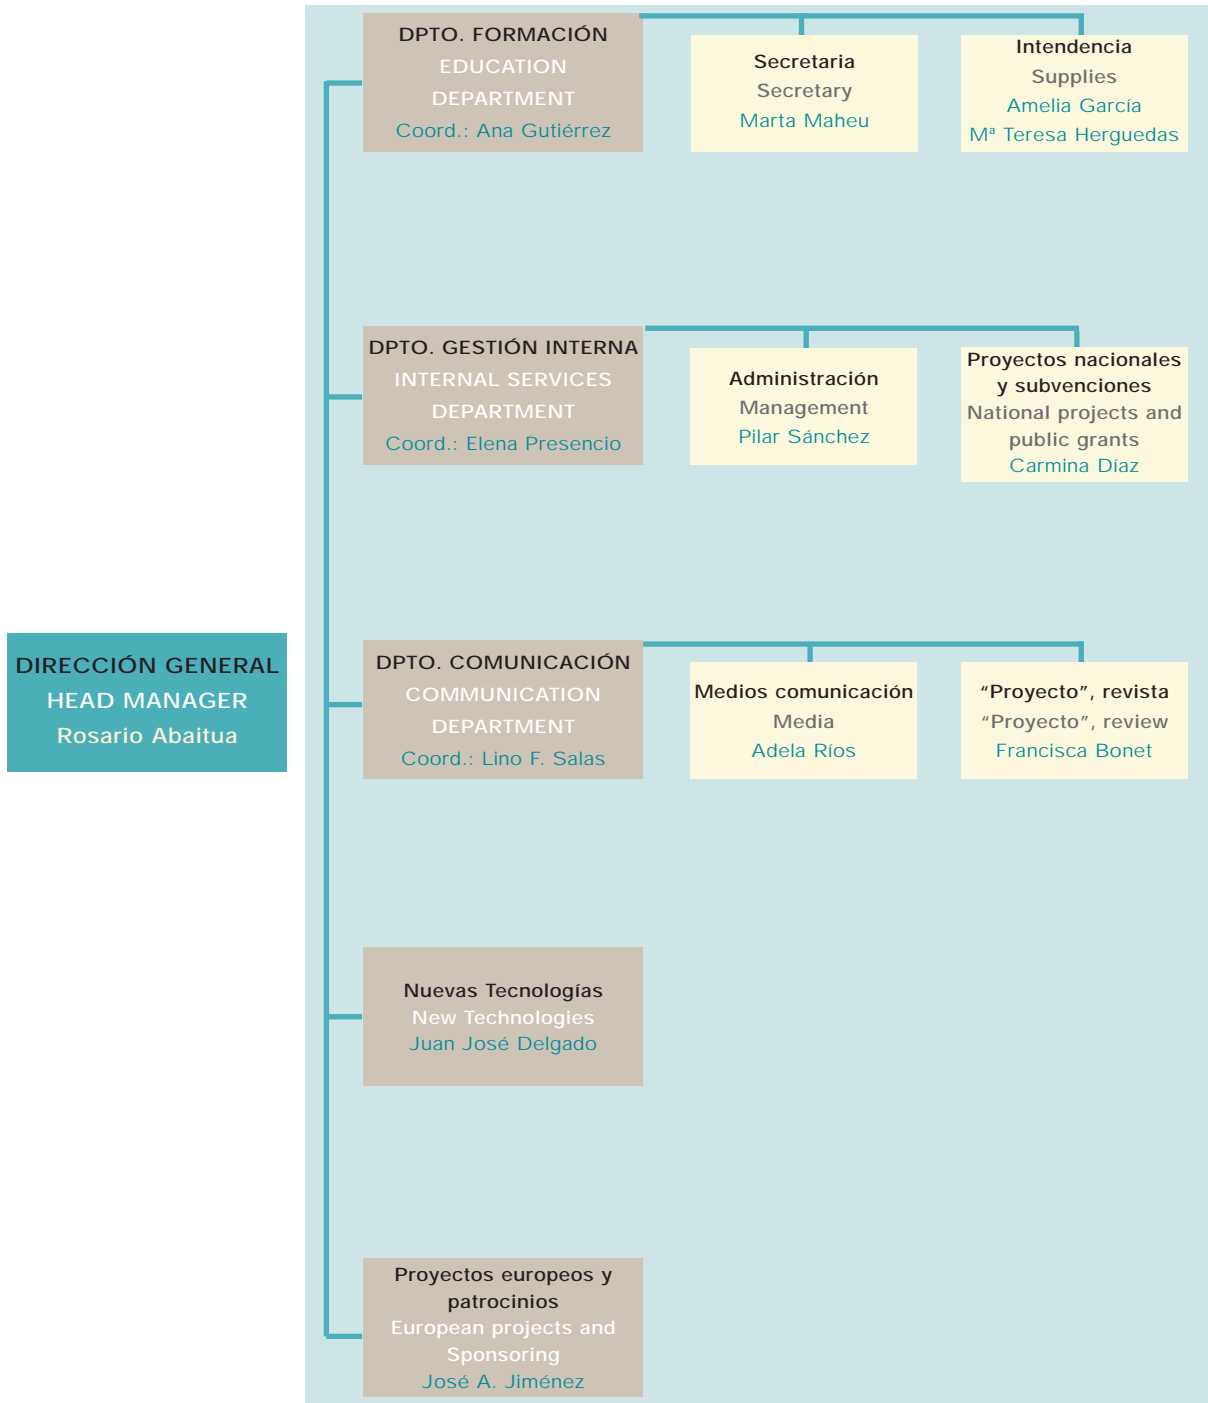 DPTO. FORMACIÓN
EDUCATION
DEPARTMENT
Coord.: Ana Gutiérrez
Secretaria
Secretary
Marta Maheu
Intendencia
Supplies
Amelia García
Mª Teresa Herguedas
DPTO. GESTIÓN INTERNA
INTERNAL SERVICES
DEPARTMENT
Coord.: Elena Presencio
Administración
Management
Pilar Sánchez
Proyectos nacionales
y subvenciones
National projects and
public grants
Carmina Díaz
DIRECCIÓN GENERAL
HEAD MANAGER
Rosario Abaitua
DPTO. COMUNICACIÓN
COMMUNICATION
DEPARTMENT
Coord.: Lino F. Salas
Medios comunicación
Media
Adela Ríos
“Proyecto”, revista
“Proyecto”, review
Francisca Bonet
Nuevas Tecnologías
New Technologies
Juan José Delgado
Proyectos europeos y
patrocinios
European projects and
Sponsoring
José A. Jiménez